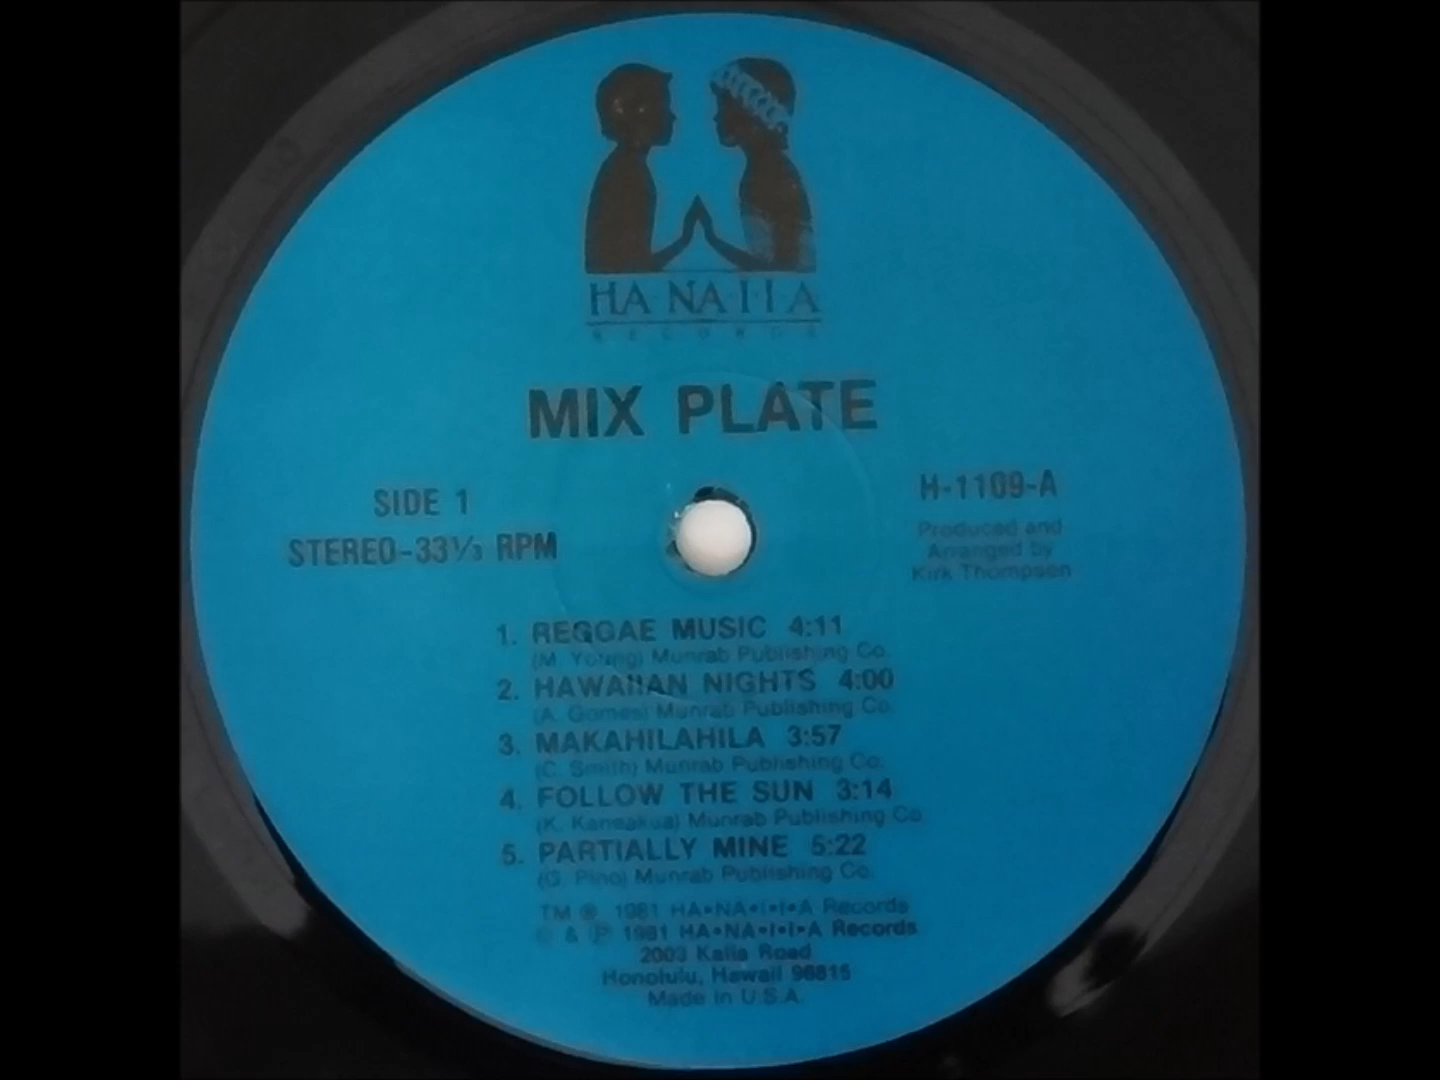 HA NA•I•I•A
RECORDS
MIX PLATE
SIDE 1
STEREO-33⅓ RPM
H-1109-A
Produced and
Arranged by
Kirk Thompson
1. REGGAE MUSIC 4:11
(M. Young) Munrab Publishing Co.
2. HAWAIIAN NIGHTS 4:00
(A. Gomes) Munrab Publishing Co.
3. MAKAHILAHILA 3:57
(C. Smith) Munrab Publishing Co.
4. FOLLOW THE SUN 3:14
(K. Kaneakua) Munrab Publishing Co.
5. PARTIALLY MINE 5:22
(G. Pino) Munrab Publishing Co.
TM ® 1981 HA•NA•I•I•A Records
© & ℗ 1981 HA•NA•I•I•A Records
2003 Kalia Road
Honolulu, Hawaii 96815
Made in U.S.A.